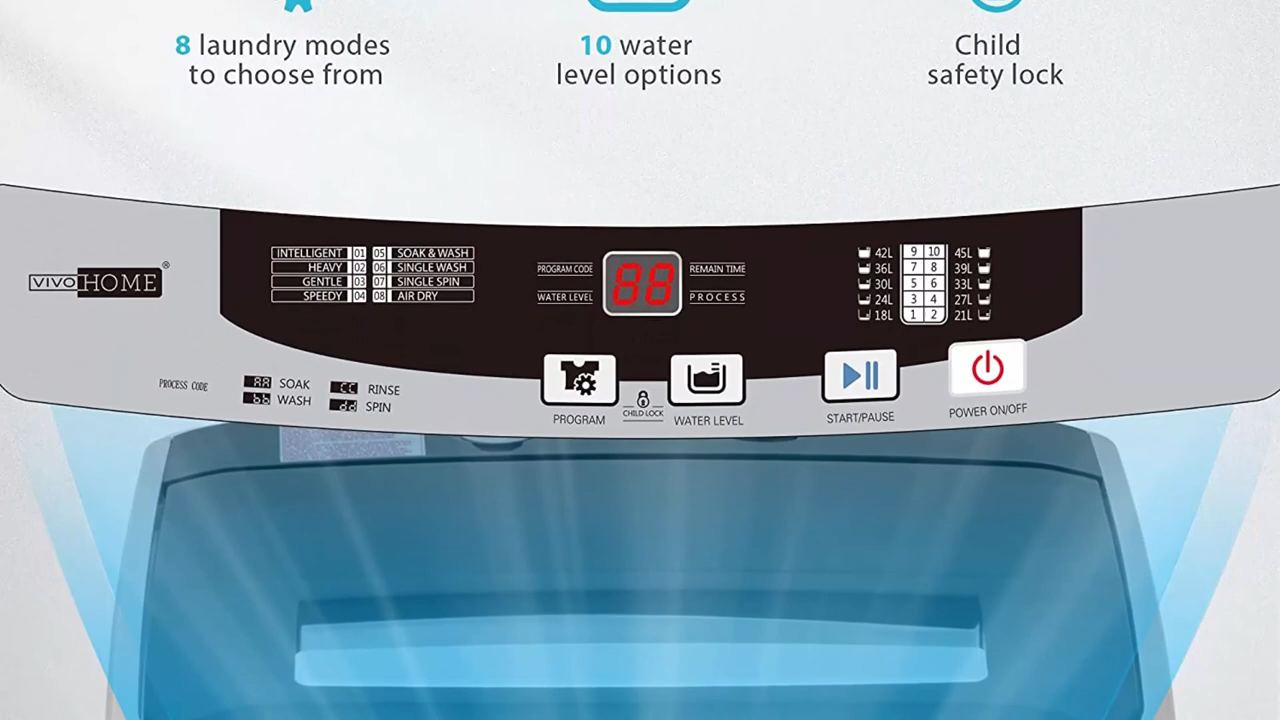 8 laundry modes
to choose from
10 water
level options
Child
safety lock
VIVO HOME®
INTELLIGENT 01 05 SOAK & WASH
HEAVY 02 06 SINGLE WASH
GENTLE 03 07 SINGLE SPIN
SPEEDY 04 08 AIR DRY
PROGRAM CODE
WATER LEVEL
88
REMAIN TIME
PROCESS
42L 9 10 45L
36L 7 8 39L
30L 5 6 33L
24L 3 4 27L
18L 1 2 21L
PROCESS CODE
AA SOAK CC RINSE
bb WASH dd SPIN
PROGRAM
CHILD LOCK
WATER LEVEL
START/PAUSE
POWER ON/OFF